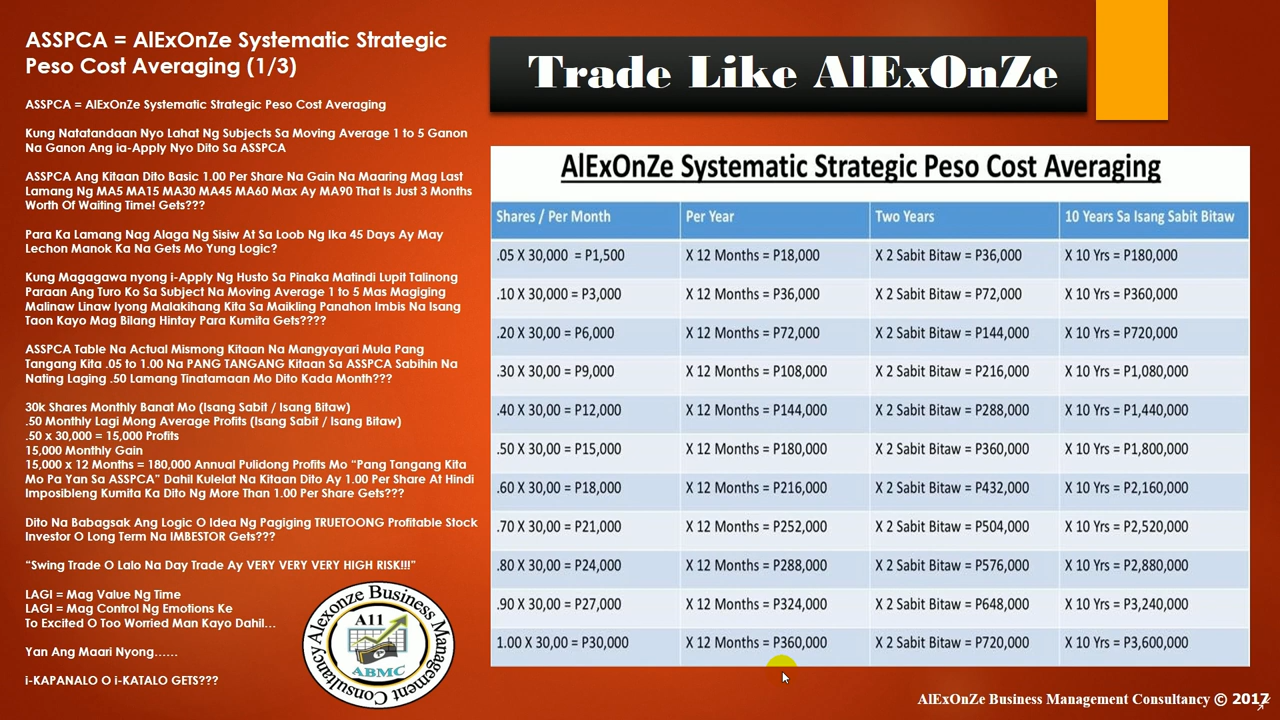 ASSPCA = AlExOnZe Systematic Strategic
Peso Cost Averaging (1/3)
ASSPCA = AlExOnZe Systematic Strategic Peso Cost Averaging
Kung Natatandaan Nyo Lahat Ng Subjects Sa Moving Average 1 to 5 Ganon
Na Ganon Ang ia-Apply Nyo Dito Sa ASSPCA
ASSPCA Ang Kitaan Dito Basic 1.00 Per Share Na Gain Na Maaring Mag Last
Lamang Ng MA5 MA15 MA30 MA45 MA60 Max Ay MA90 That Is Just 3 Months
Worth Of Waiting Time! Gets???
Para Ka Lamang Nag Alaga Ng Sisiw At Sa Loob Ng Ika 45 Days Ay May
Lechon Manok Ka Na Gets Mo Yung Logic?
Kung Magagawa nyong i-Apply Ng Husto Sa Pinaka Matindi Lupit Talinong
Paraan Ang Turo Ko Sa Subject Na Moving Average 1 to 5 Mas Magiging
Malinaw Linaw Iyong Malakihang Kita Sa Maikling Panahon Imbis Na Isang
Taon Kayo Mag Bilang Hintay Para Kumita Gets????
ASSPCA Table Na Actual Mismong Kitaan Na Mangyayari Mula Pang
Tangang Kita .05 to 1.00 Na PANG TANGANG Kitaan Sa ASSPCA Sabihin Na
Nating Laging .50 Lamang Tinatamaan Mo Dito Kada Month???
30k Shares Monthly Banat Mo (Isang Sabit / Isang Bitaw)
.50 Monthly Lagi Mong Average Profits (Isang Sabit / Isang Bitaw)
.50 x 30,000 = 15,000 Profits
15,000 Monthly Gain
15,000 x 12 Months = 180,000 Annual Pulidong Profits Mo “Pang Tangang Kita
Mo Pa Yan Sa ASSPCA” Dahil Kulelat Na Kitaan Dito Ay 1.00 Per Share At Hindi
Imposibleng Kumita Ka Dito Ng More Than 1.00 Per Share Gets???
Dito Na Babagsak Ang Logic O Idea Ng Pagiging TRUETOONG Profitable Stock
Investor O Long Term Na IMBESTOR Gets???
“Swing Trade O Lalo Na Day Trade Ay VERY VERY VERY HIGH RISK!!!”
LAGI = Mag Value Ng Time
LAGI = Mag Control Ng Emotions Ke
To Excited O Too Worried Man Kayo Dahil...
Yan Ang Maari Nyong......
i-KAPANALO O i-KATALO GETS???
Alexonze Business Management Consultancy
A11
ABMC
Trade Like AlExOnZe
AlExOnZe Systematic Strategic Peso Cost Averaging
Shares / Per Month Per Year Two Years 10 Years Sa Isang Sabit Bitaw
.05 X 30,000 = P1,500 X 12 Months = P18,000 X 2 Sabit Bitaw = P36,000 X 10 Yrs = P180,000
.10 X 30,000 = P3,000 X 12 Months = P36,000 X 2 Sabit Bitaw = P72,000 X 10 Yrs = P360,000
.20 X 30,00 = P6,000 X 12 Months = P72,000 X 2 Sabit Bitaw = P144,000 X 10 Yrs = P720,000
.30 X 30,00 = P9,000 X 12 Months = P108,000 X 2 Sabit Bitaw = P216,000 X 10 Yrs = P1,080,000
.40 X 30,00 = P12,000 X 12 Months = P144,000 X 2 Sabit Bitaw = P288,000 X 10 Yrs = P1,440,000
.50 X 30,00 = P15,000 X 12 Months = P180,000 X 2 Sabit Bitaw = P360,000 X 10 Yrs = P1,800,000
.60 X 30,00 = P18,000 X 12 Months = P216,000 X 2 Sabit Bitaw = P432,000 X 10 Yrs = P2,160,000
.70 X 30,00 = P21,000 X 12 Months = P252,000 X 2 Sabit Bitaw = P504,000 X 10 Yrs = P2,520,000
.80 X 30,00 = P24,000 X 12 Months = P288,000 X 2 Sabit Bitaw = P576,000 X 10 Yrs = P2,880,000
.90 X 30,00 = P27,000 X 12 Months = P324,000 X 2 Sabit Bitaw = P648,000 X 10 Yrs = P3,240,000
1.00 X 30,00 = P30,000 X 12 Months = P360,000 X 2 Sabit Bitaw = P720,000 X 10 Yrs = P3,600,000
AlExOnZe Business Management Consultancy © 2017